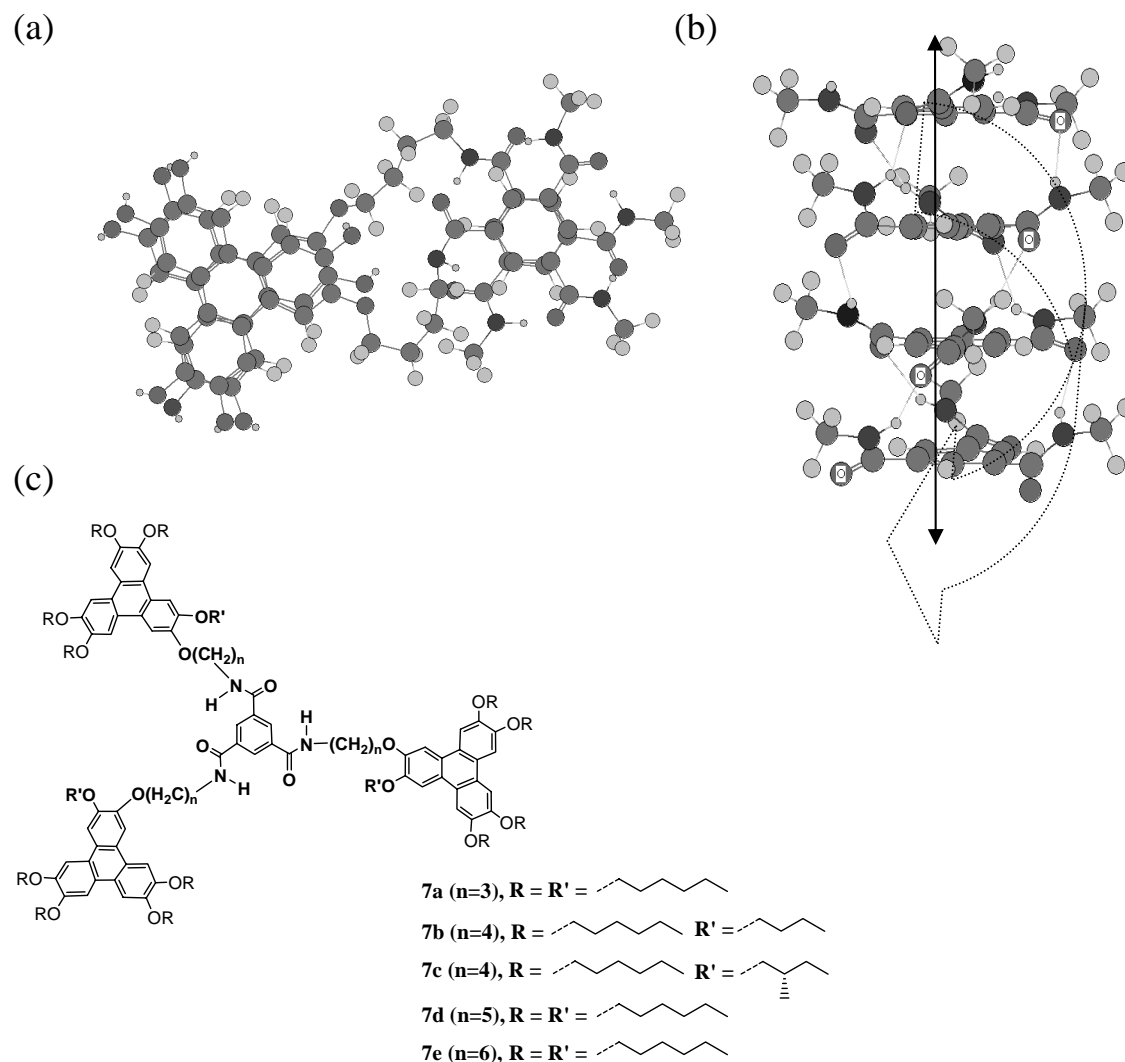 (a)
(b)
O
O
O
O
(c)
RO OR
RO OR'
RO O(CH2)n
N O
H
OR
OR
H
O N (CH2)n O
N O R'O
H
R'O O(H2C)n
OR
OR
RO OR
RO OR
7a (n=3), R = R' =
7b (n=4), R = R' =
7c (n=4), R = R' =
7d (n=5), R = R' =
7e (n=6), R = R' =